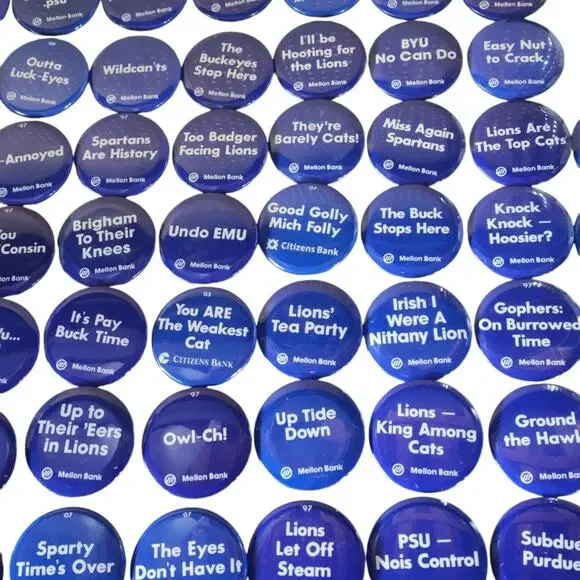 .psu
Mellon Bank
Mellon Bank
Outta
Luck-Eyes
Mellon Bank
Wildcan'ts
Mellon Bank
The
Buckeyes
Stop Here
Mellon Bank
I'll be
Hooting for
the Lions
Mellon Bank
BYU
No Can Do
Mellon Bank
Easy Nut
to Crack
Mellon Bank
-Annoyed
Mellon Bank
97
Spartans
Are History
Mellon Bank
Too Badger
Facing Lions
Mellon Bank
They're
Barely Cats!
Mellon Bank
Miss Again
Spartans
Mellon Bank
97
Lions Are
The Top Cats
Mellon Bank
97
'Consin
Mellon Bank
Brigham
To Their
Knees
Mellon Bank
Undo EMU
Mellon Bank
07
Good Golly
Mich Folly
Citizens Bank
The Buck
Stops Here
Mellon Bank
Knock
Knock —
Hoosier?
Mellon Bank
It's Pay
Buck Time
Mellon Bank
03
You ARE
The Weakest
Cat
Citizens Bank
Lions'
Tea Party
Mellon Bank
Irish I
Were A
Nittany Lion
Mellon Bank
97
Gophers:
On Burrowed
Time
Mellon Bank
Up to
Their 'Eers
in Lions
Mellon Bank
97
Owl-Ch!
Mellon Bank
Up Tide
Down
Mellon Bank
Lions —
King Among
Cats
Mellon Bank
Ground
the Hawk
Mellon Bank
'07
Sparty
Time's Over
07
The Eyes
Don't Have It
97
Lions
Let Off
Steam
PSU —
Nois Control
Subdue
Purdue